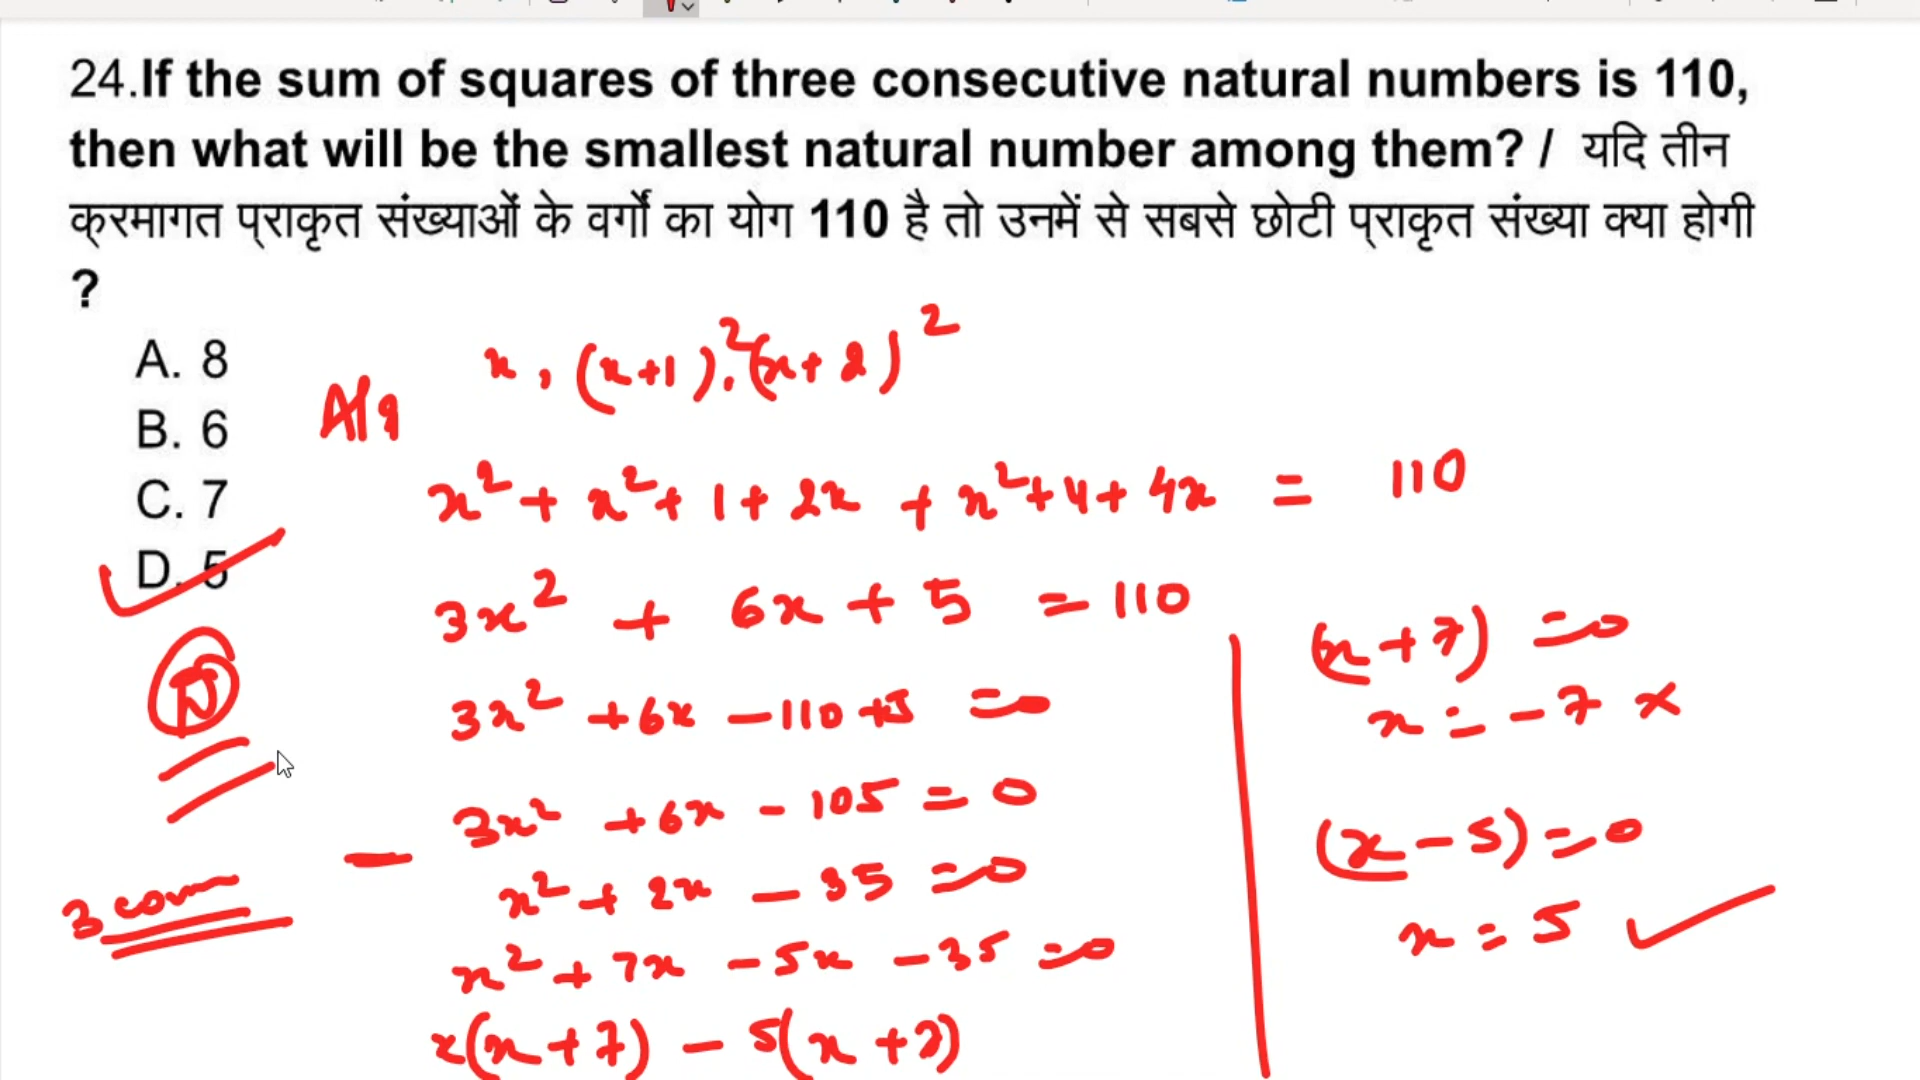 24.If the sum of squares of three consecutive natural numbers is 110,
then what will be the smallest natural number among them? / यदि तीन
क्रमागत प्राकृत संख्याओं के वर्गों का योग 110 है तो उनमें से सबसे छोटी प्राकृत संख्या क्या होगी
?
A. 8
B. 6
C. 7
D. 5
D
3 com
x, (x+1)², (x+2)²
A/q
x² + x² + 1 + 2x + x² + 4 + 4x = 110
3x² + 6x + 5 = 110
3x² + 6x - 110 + 5 = 0
3x² + 6x - 105 = 0
x² + 2x - 35 = 0
x² + 7x - 5x - 35 = 0
x(x+7) - 5(x+7)
(x+7) = 0
x = -7 ×
(x-5) = 0
x = 5 ✓